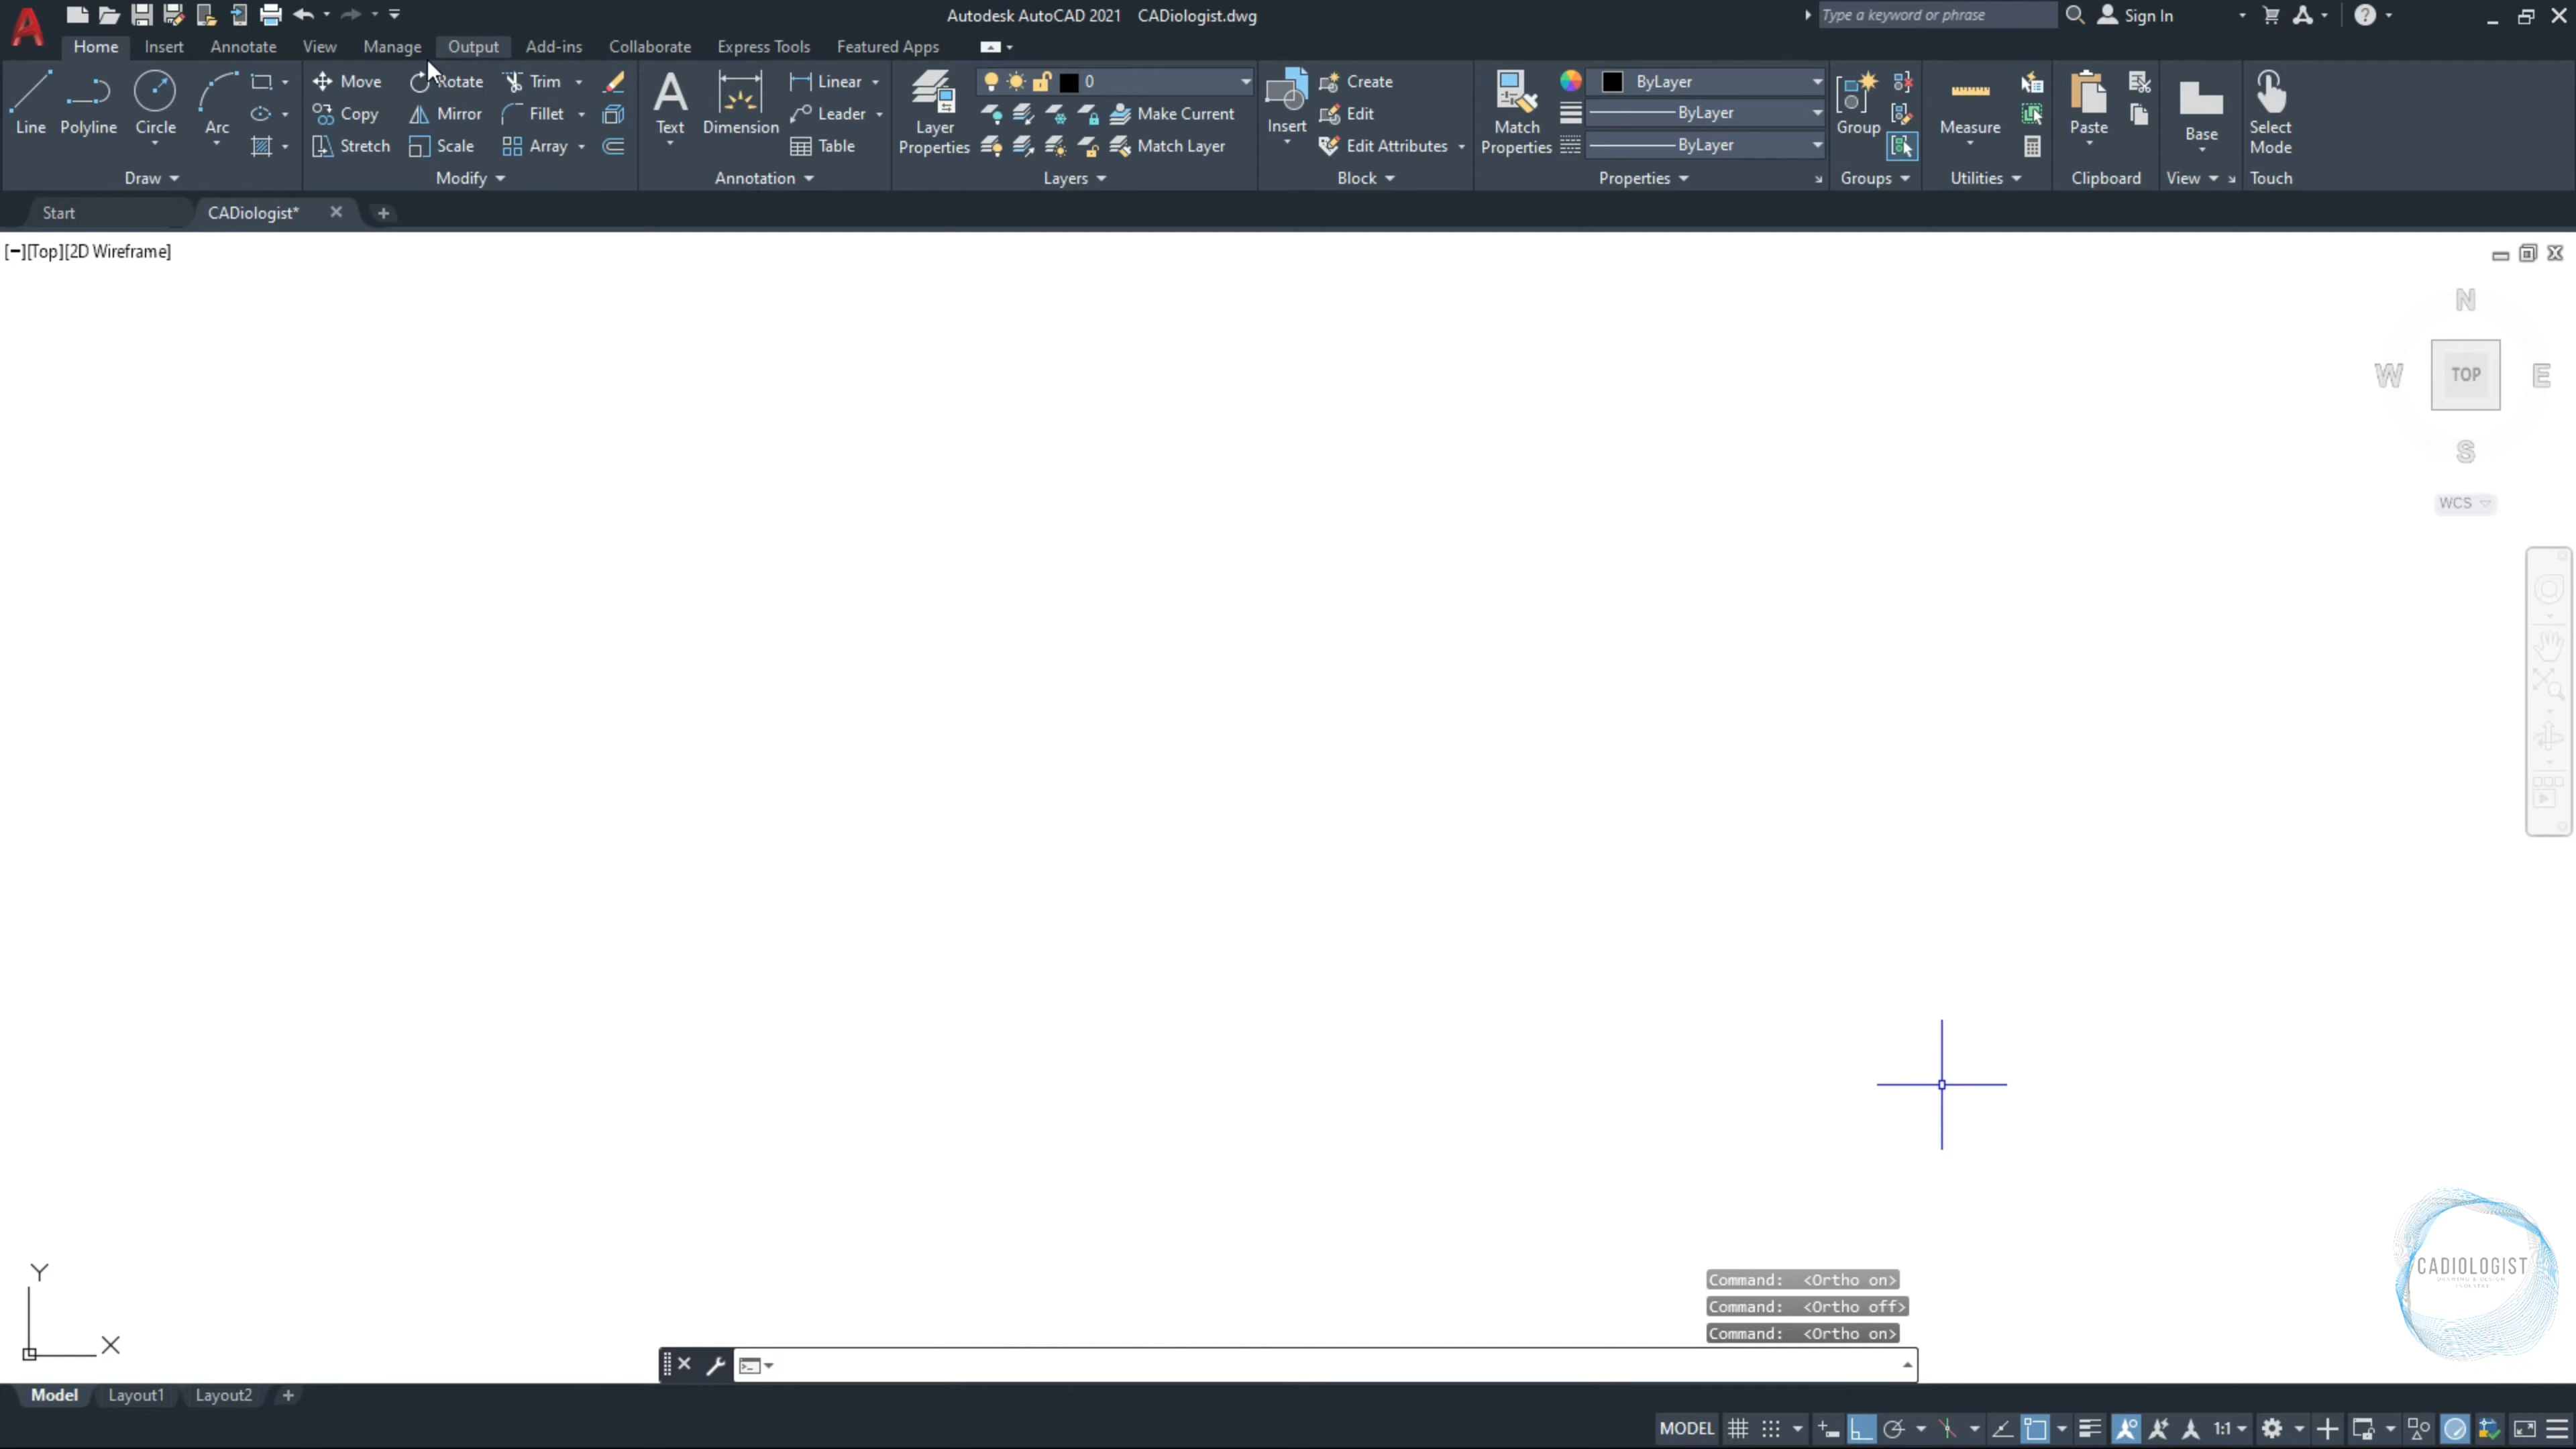 Autodesk AutoCAD 2021 CADiologist.dwg
Type a keyword or phrase
Sign In
Home Insert Annotate View Manage Output Add-ins Collaborate Express Tools Featured Apps
Line Polyline Circle Arc
Move Rotate Trim
Copy Mirror Fillet
Stretch Scale Array
Text Dimension
Linear
Leader
Table
Layer Properties
0
Make Current
Match Layer
Insert
Create
Edit
Edit Attributes
Match Properties
ByLayer
ByLayer
ByLayer
Group
Measure
Paste
Base
Select Mode
Draw Modify Annotation Layers Block Properties Groups Utilities Clipboard View Touch
Start CADiologist*
[−][Top][2D Wireframe]
N
W TOP E
S
WCS
Command: <Ortho on>
Command: <Ortho off>
Command: <Ortho on>
CADIOLOGIST
Y
X
Model Layout1 Layout2
MODEL 1:1